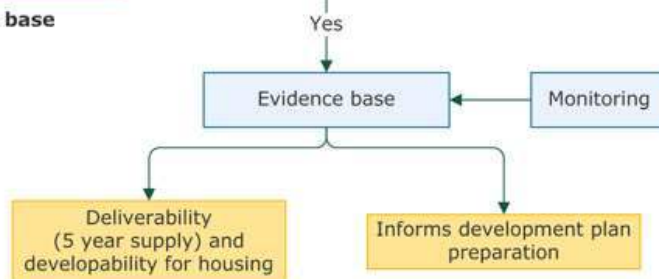 base
Yes
Evidence base
Monitoring
Deliverability
(5 year supply) and
developability for housing
Informs development plan
preparation